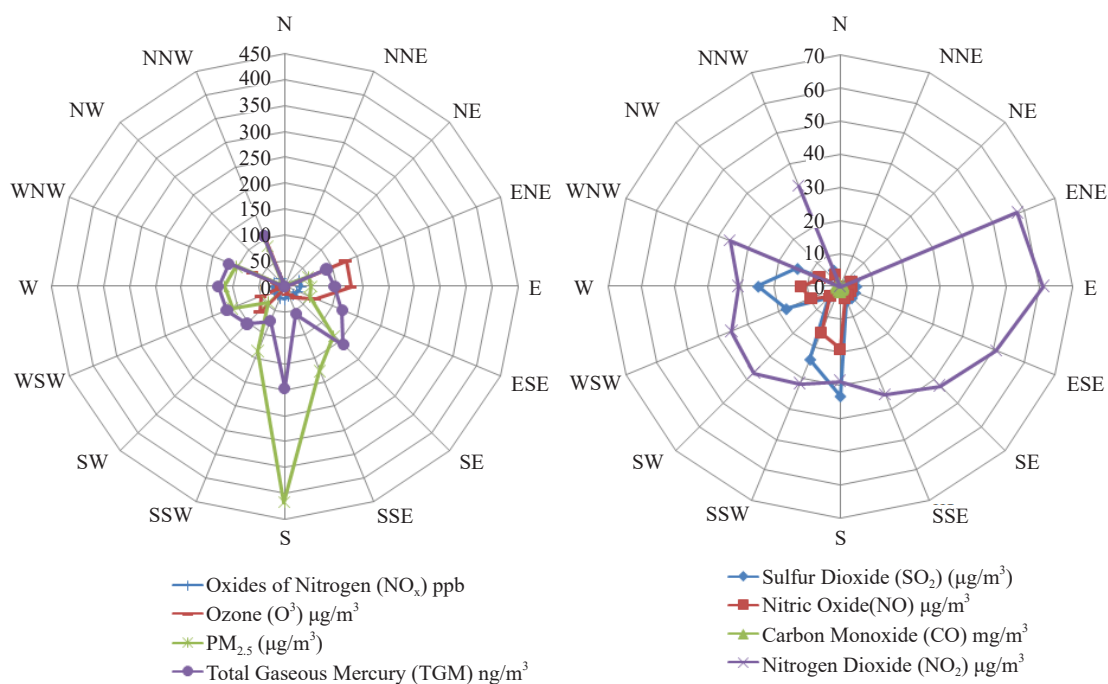 N
NNE
NE
ENE
E
ESE
SE
SSE
S
SSW
SW
WSW
W
WNW
NW
NNW
450
400
350
300
250
200
150
100
50
0
Oxides of Nitrogen (NOₓ) ppb
Ozone (O³) μg/m³
PM₂.₅ (μg/m³)
Total Gaseous Mercury (TGM) ng/m³
N
NNE
NE
ENE
E
ESE
SE
SSE
S
SSW
SW
WSW
W
WNW
NW
NNW
70
60
50
40
30
20
10
0
Sulfur Dioxide (SO₂) (μg/m³)
Nitric Oxide(NO) μg/m³
Carbon Monoxide (CO) mg/m³
Nitrogen Dioxide (NO₂) μg/m³